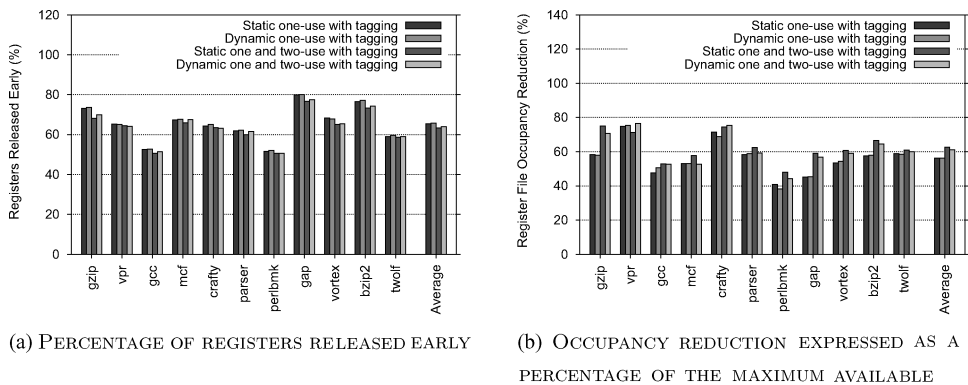 Registers Released Early (%)
120
100
80
60
40
20
0
Static one-use with tagging
Dynamic one-use with tagging
Static one and two-use with tagging
Dynamic one and two-use with tagging
gzip
vpr
gcc
mcf
crafty
parser
perlbmk
gap
vortex
bzip2
twolf
Average
(a) PERCENTAGE OF REGISTERS RELEASED EARLY
Register File Occupancy Reduction (%)
140
120
100
80
60
40
20
0
Static one-use with tagging
Dynamic one-use with tagging
Static one and two-use with tagging
Dynamic one and two-use with tagging
gzip
vpr
gcc
mcf
crafty
parser
perlbmk
gap
vortex
bzip2
twolf
Average
(b) OCCUPANCY REDUCTION EXPRESSED AS A
PERCENTAGE OF THE MAXIMUM AVAILABLE